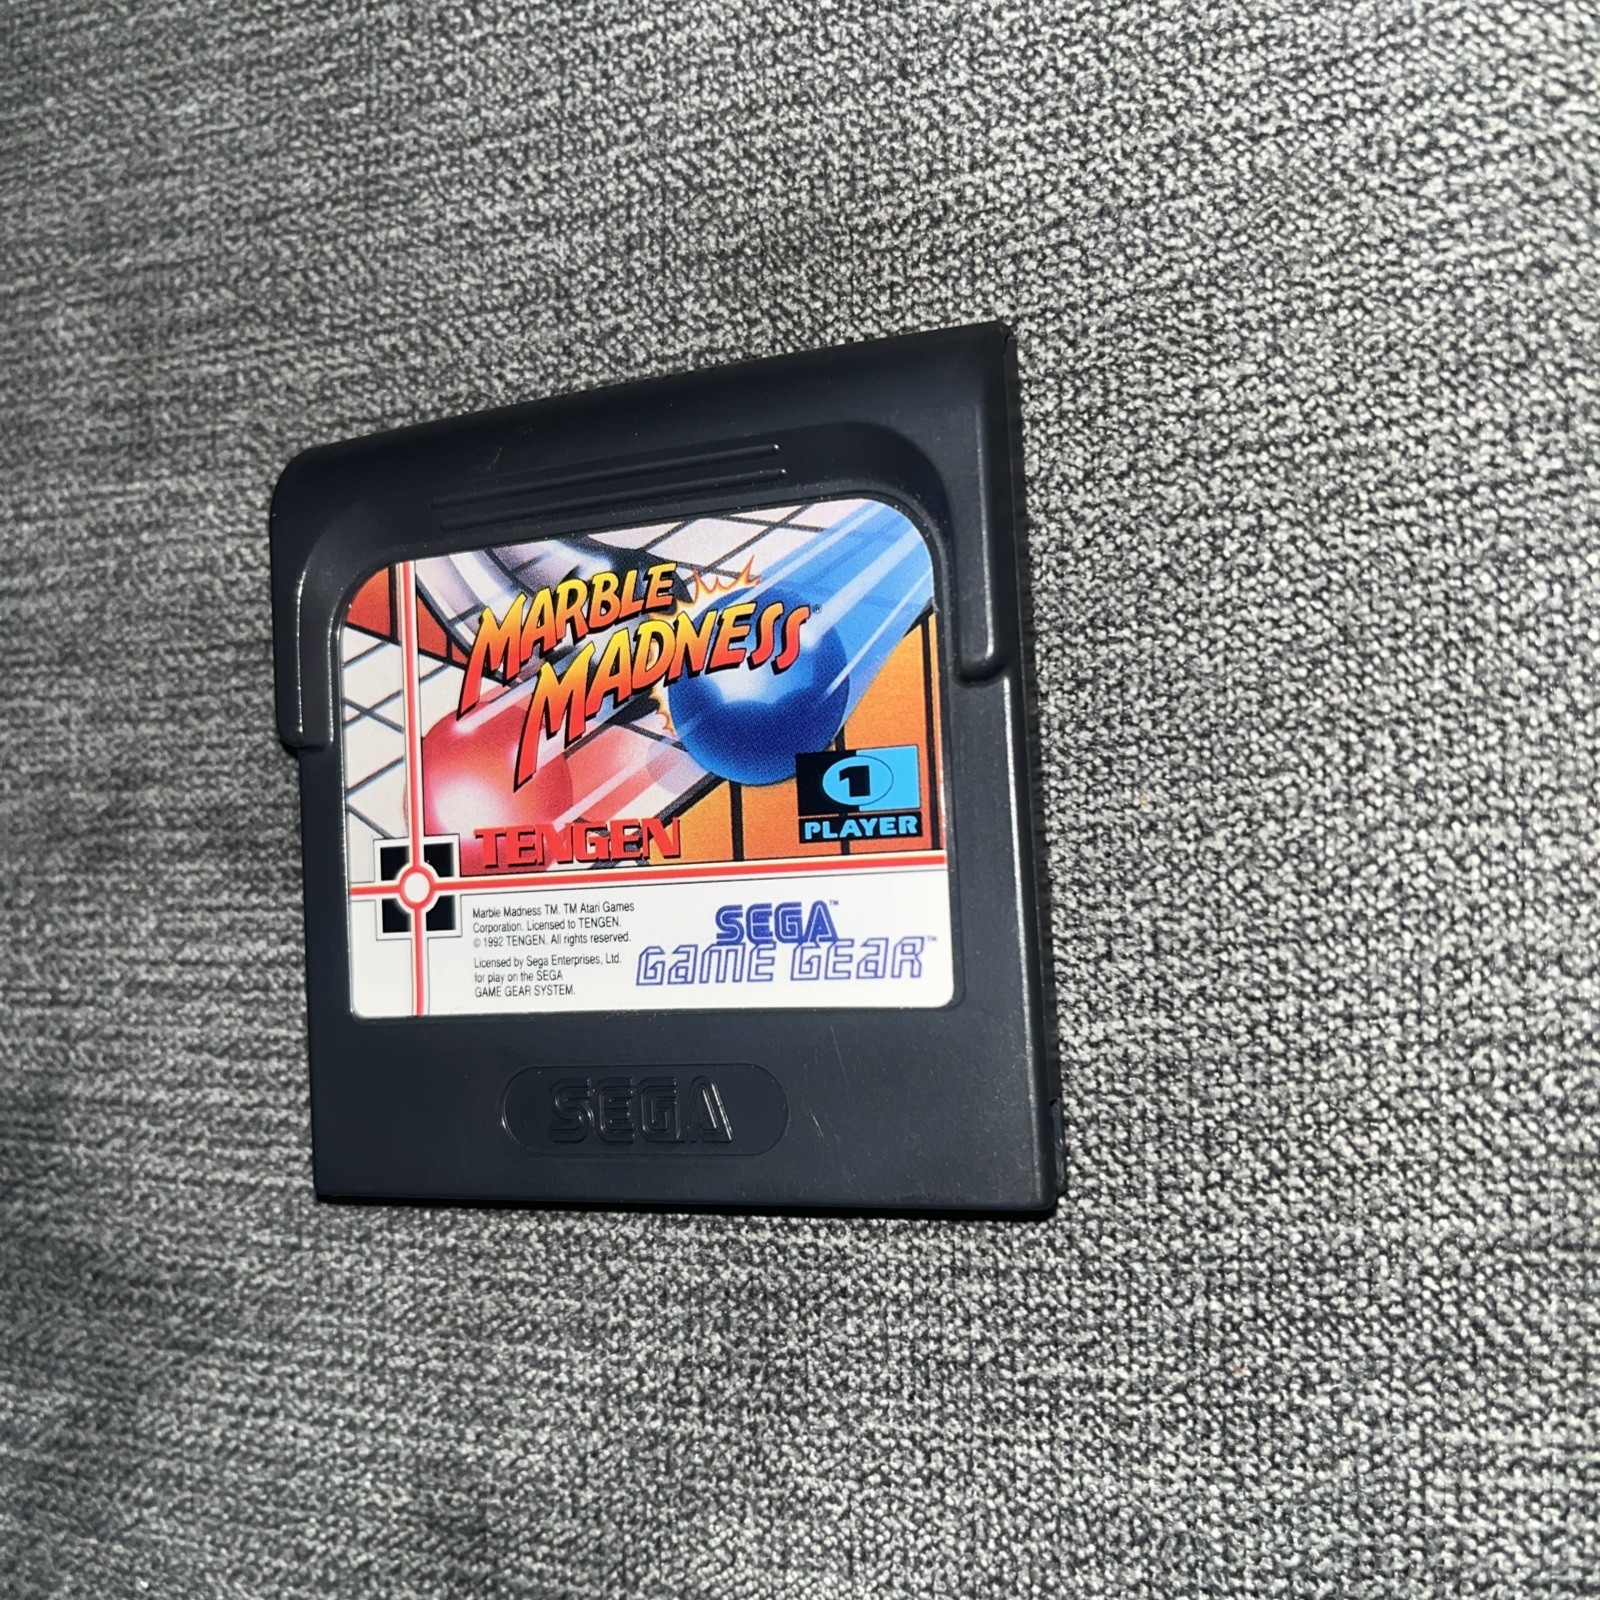 MARBLE
MADNESS®
1
PLAYER
TENGEN
Marble Madness TM. TM Atari Games
Corporation. Licensed to TENGEN.
© 1992 TENGEN. All rights reserved.
Licensed by Sega Enterprises, Ltd.
for play on the SEGA
GAME GEAR SYSTEM.
SEGA™
GAME GEAR™
SEGA